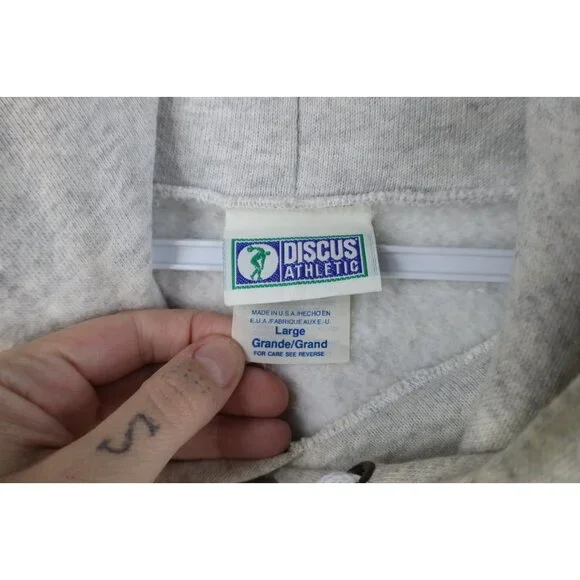 DISCUS
ATHLETIC
MADE IN U.S.A./HECHO EN
E.U.A./FABRIQUE AUX E.-U.
Large
Grande/Grand
FOR CARE SEE REVERSE